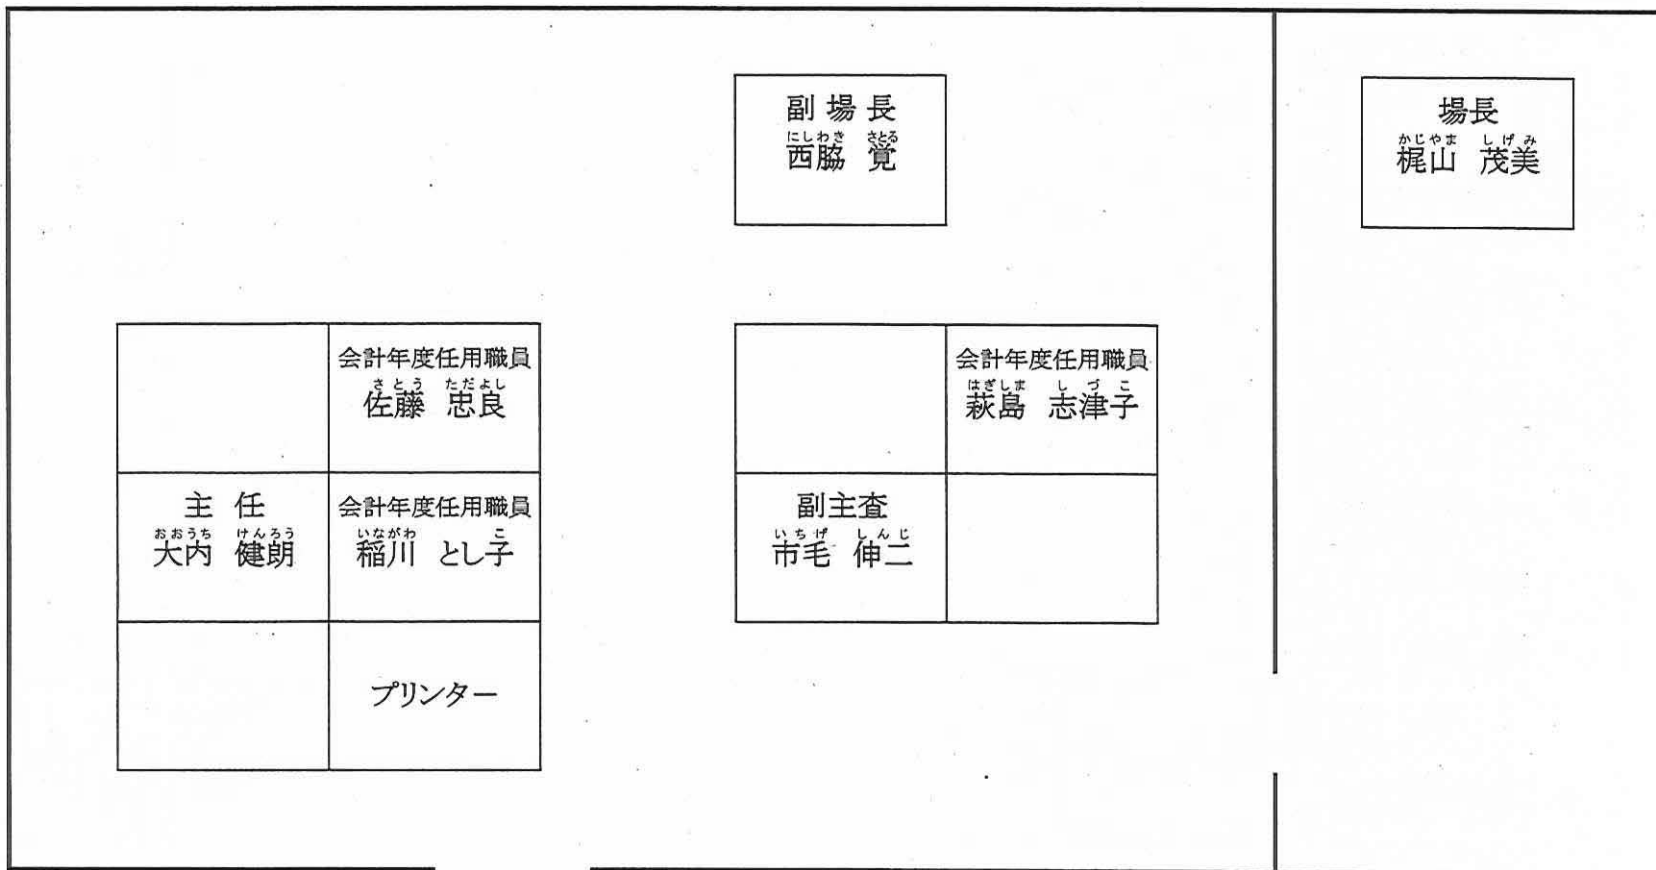 副場長
にしわき さとる
西脇 覚
場長
かじやま しげみ
梶山 茂美
会計年度任用職員
さとう ただよし
佐藤 忠良
会計年度任用職員
はぎしま しづこ
萩島 志津子
主任
おおうち けんろう
大内 健朗
会計年度任用職員
いながわ こ
稲川 とし子
副主査
いちげ しんじ
市毛 伸二
プリンター